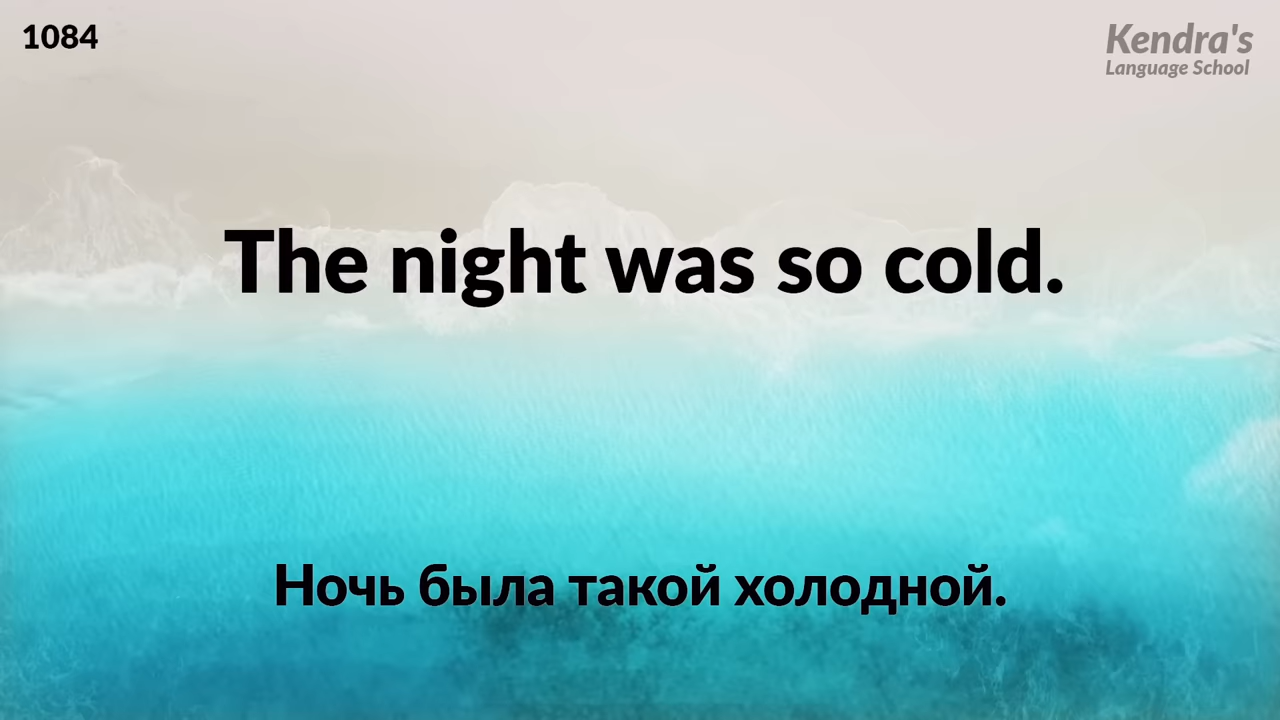 1084
Kendra's
Language School
The night was so cold.
Ночь была такой холодной.